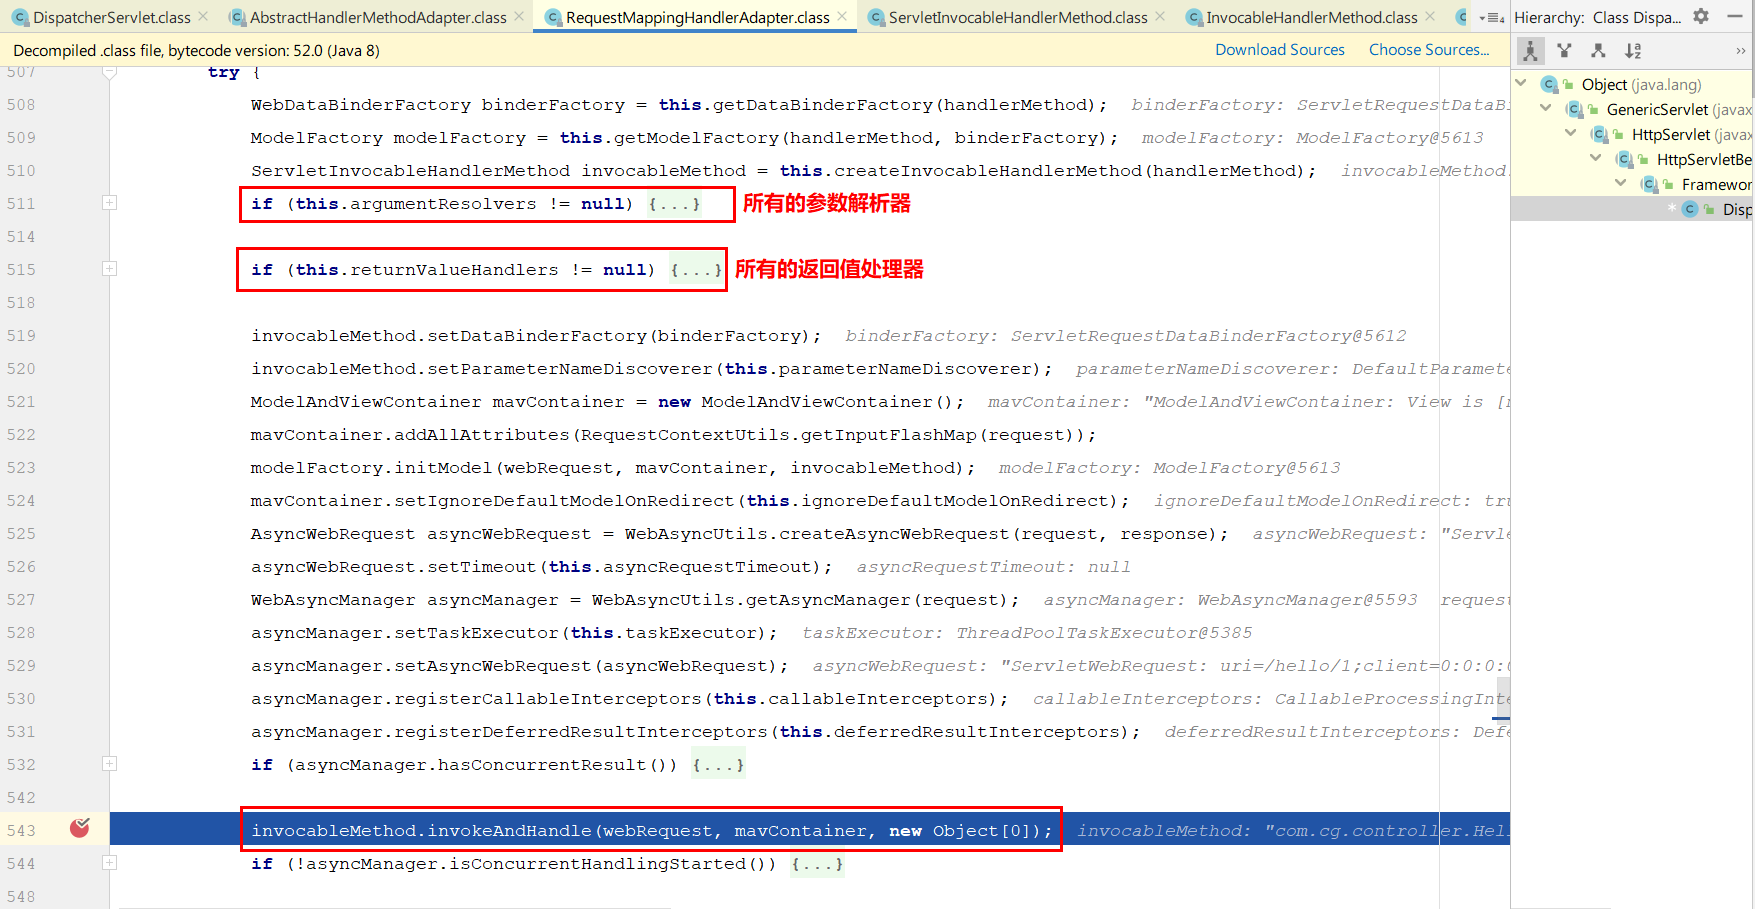 DispatcherServlet.class AbstractHandlerMethodAdapter.class RequestMappingHandlerAdapter.class ServletInvocableHandlerMethod.class InvocableHandlerMethod.class
Hierarchy: Class Dispa...
Decompiled .class file, bytecode version: 52.0 (Java 8) Download Sources Choose Sources...
507 try {
508 WebDataBinderFactory binderFactory = this.getDataBinderFactory(handlerMethod); binderFactory: ServletRequestDataBi
509 ModelFactory modelFactory = this.getModelFactory(handlerMethod, binderFactory); modelFactory: ModelFactory@5613
510 ServletInvocableHandlerMethod invocableMethod = this.createInvocableHandlerMethod(handlerMethod); invocableMethod:
511 if (this.argumentResolvers != null) {...} 所有的参数解析器
514
515 if (this.returnValueHandlers != null) {...} 所有的返回值处理器
518
519 invocableMethod.setDataBinderFactory(binderFactory); binderFactory: ServletRequestDataBinderFactory@5612
520 invocableMethod.setParameterNameDiscoverer(this.parameterNameDiscoverer); parameterNameDiscoverer: DefaultParamete
521 ModelAndViewContainer mavContainer = new ModelAndViewContainer(); mavContainer: "ModelAndViewContainer: View is [
522 mavContainer.addAllAttributes(RequestContextUtils.getInputFlashMap(request));
523 modelFactory.initModel(webRequest, mavContainer, invocableMethod); modelFactory: ModelFactory@5613
524 mavContainer.setIgnoreDefaultModelOnRedirect(this.ignoreDefaultModelOnRedirect); ignoreDefaultModelOnRedirect: tru
525 AsyncWebRequest asyncWebRequest = WebAsyncUtils.createAsyncWebRequest(request, response); asyncWebRequest: "Servle
526 asyncWebRequest.setTimeout(this.asyncRequestTimeout); asyncRequestTimeout: null
527 WebAsyncManager asyncManager = WebAsyncUtils.getAsyncManager(request); asyncManager: WebAsyncManager@5593 request
528 asyncManager.setTaskExecutor(this.taskExecutor); taskExecutor: ThreadPoolTaskExecutor@5385
529 asyncManager.setAsyncWebRequest(asyncWebRequest); asyncWebRequest: "ServletWebRequest: uri=/hello/1;client=0:0:0:0
530 asyncManager.registerCallableInterceptors(this.callableInterceptors); callableInterceptors: CallableProcessingInte
531 asyncManager.registerDeferredResultInterceptors(this.deferredResultInterceptors); deferredResultInterceptors: Defe
532 if (asyncManager.hasConcurrentResult()) {...}
542
543 invocableMethod.invokeAndHandle(webRequest, mavContainer, new Object[0]); invocableMethod: "com.cg.controller.Hell
544 if (!asyncManager.isConcurrentHandlingStarted()) {...}
548
Object (java.lang)
GenericServlet (javax
HttpServlet (javax
HttpServletBe
Framewor
* Disp